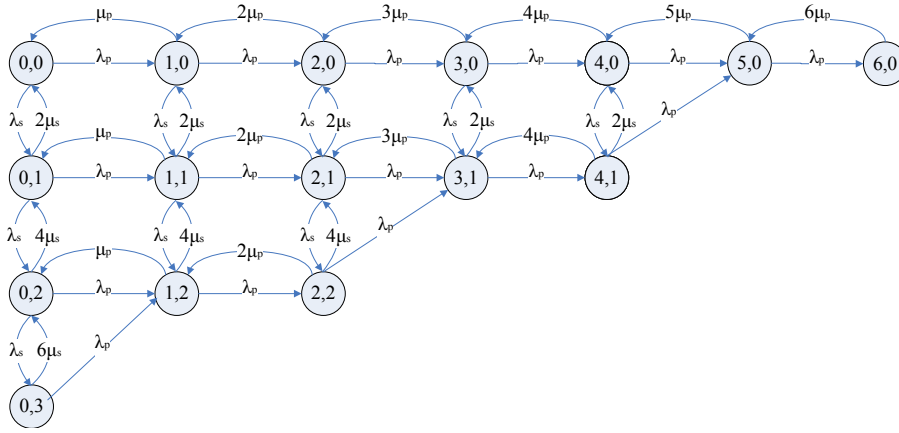 μp 2μp 3μp 4μp 5μp 6μp
0,0 λp 1,0 λp 2,0 λp 3,0 λp 4,0 λp 5,0 λp 6,0
λs 2μs λs 2μs λs 2μs λs 2μs λs 2μs
μp 2μp 3μp 4μp λp
0,1 λp 1,1 λp 2,1 λp 3,1 λp 4,1
λs 4μs λs 4μs λs 4μs
μp 2μp λp
0,2 λp 1,2 λp 2,2
λs 6μs λp
0,3